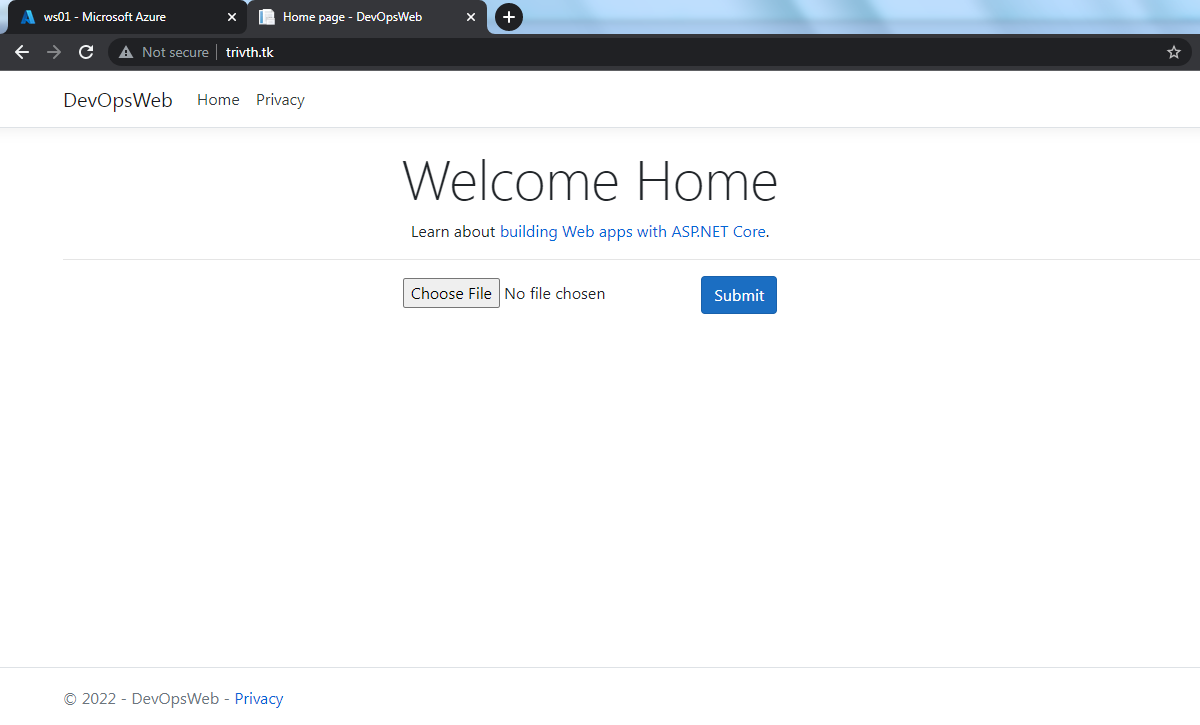 ws01 - Microsoft Azure
Home page - DevOpsWeb
Not secure
trivth.tk
DevOpsWeb Home Privacy
Welcome Home
Learn about building Web apps with ASP.NET Core.
Choose File No file chosen Submit
© 2022 - DevOpsWeb - Privacy